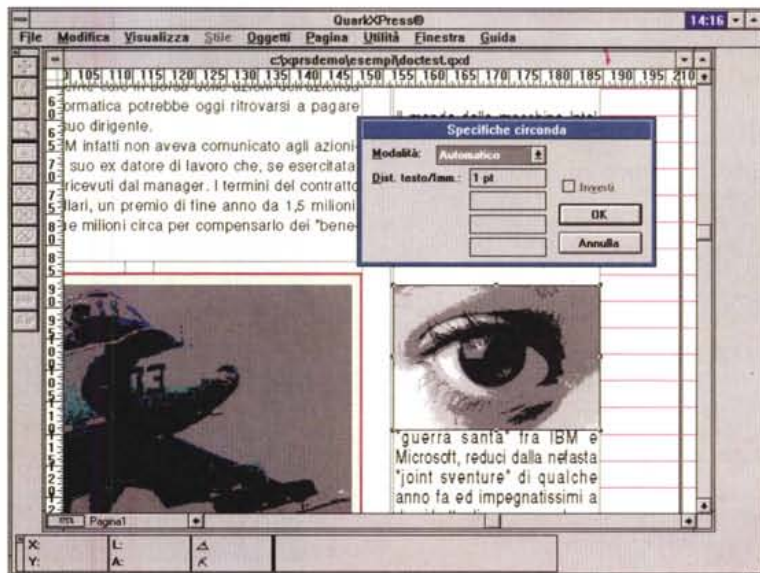 QuarkXPress®
14:16
File Modifica Visualizza Stile Oggetti Pagina Utilità Finestra Guida
c:\xprsdemo\esempi\doctest.qxd
105 110 115 120 125 130 135 140 145 150 155 160 165 170 175 180 185 190 195 210
ormatica potrebbe oggi ritrovarsi a pagare
suo dirigente.
M infatti non aveva comunicato agli azioni-
suo ex datore di lavoro che, se esercitata
ricevuti dal manager. I termini del contratto
llari, un premio di fine anno da 1,5 milioni
e milioni circa per compensarlo dei "bene-
Specifiche circonda
Modalità: Automatico
Dist. testo/Imm.: 1 pt
Inverti
OK
Annulla
13
"guerra santa" fra IBM e
Microsoft, reduci dalla nefasta
"joint sventure" di qualche
anno fa ed impegnatissimi a
Pagina1
X: L:
Y: A: